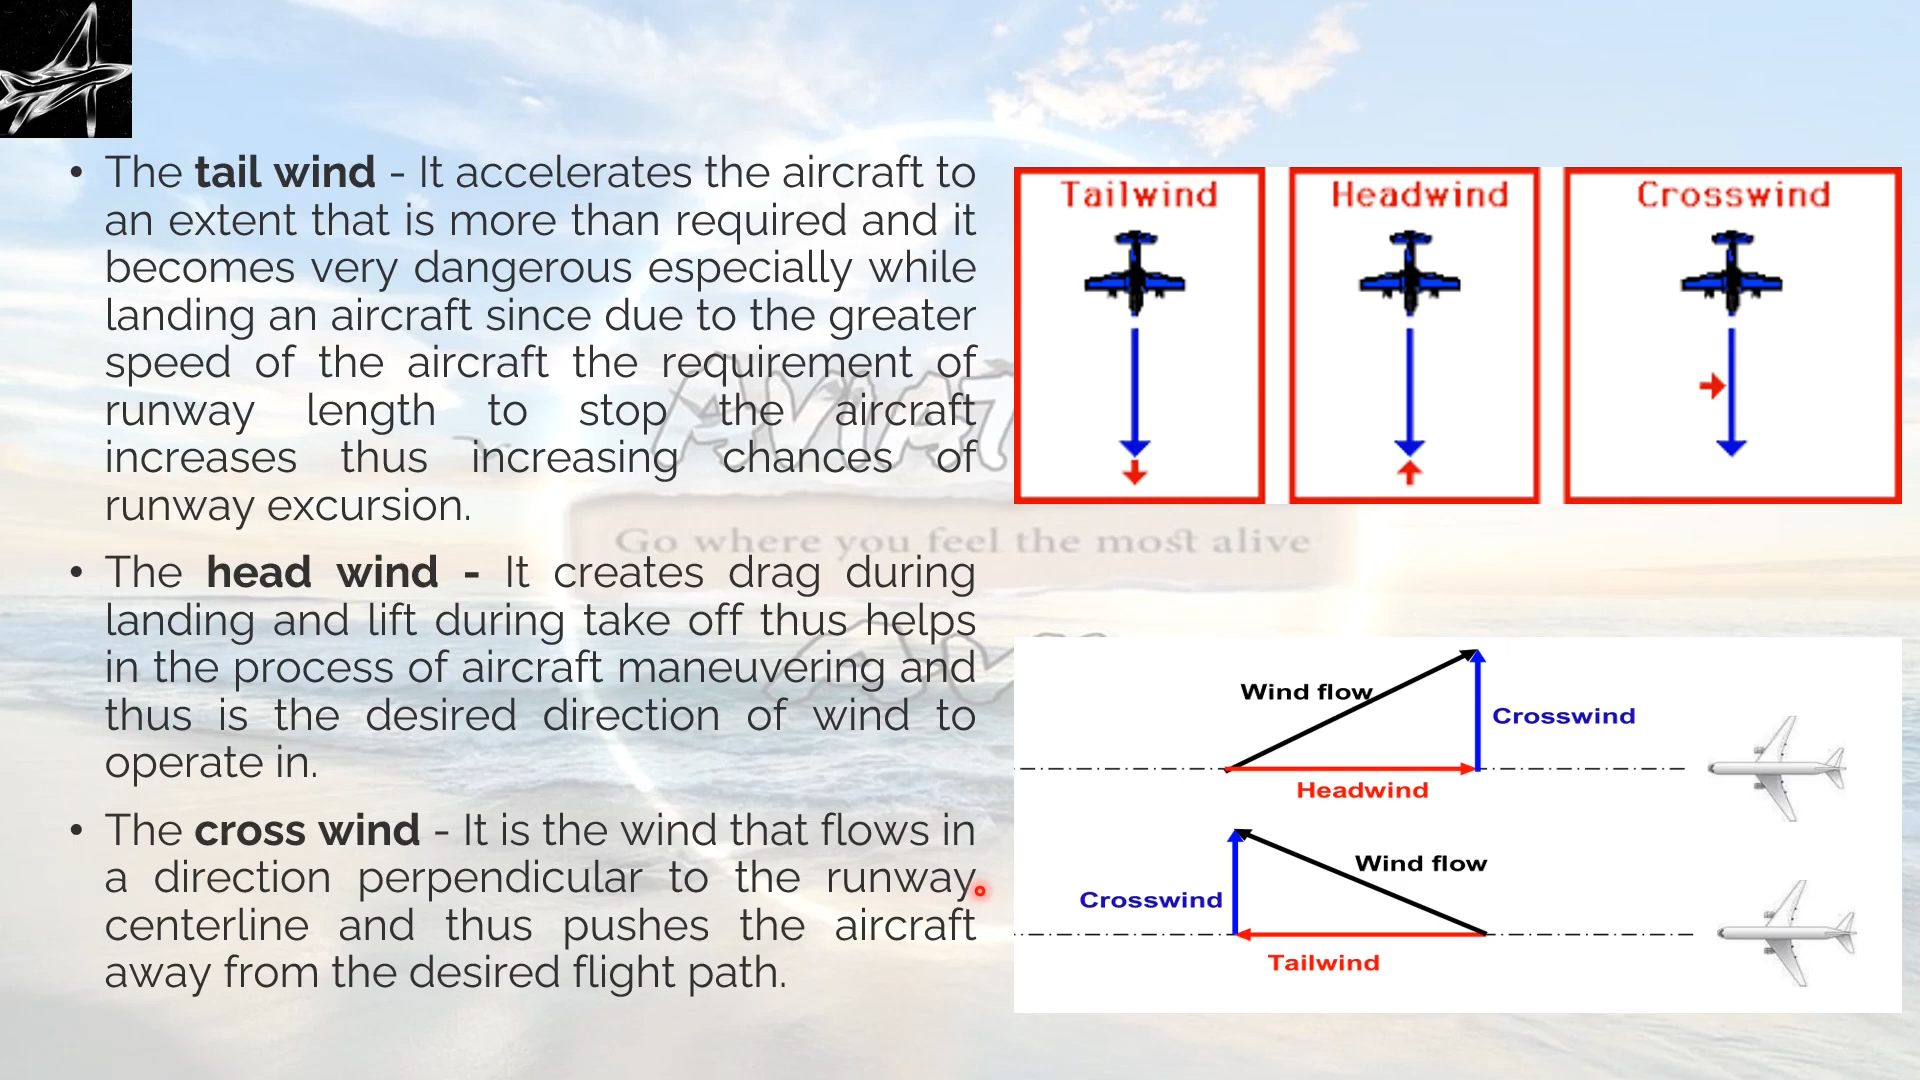 • The tail wind - It accelerates the aircraft to
an extent that is more than required and it
becomes very dangerous especially while
landing an aircraft since due to the greater
speed of the aircraft the requirement of
runway length to stop the aircraft
increases thus increasing chances of
runway excursion.
• The head wind - It creates drag during
landing and lift during take off thus helps
in the process of aircraft maneuvering and
thus is the desired direction of wind to
operate in.
• The cross wind - It is the wind that flows in
a direction perpendicular to the runway
centerline and thus pushes the aircraft
away from the desired flight path.
Tailwind
Headwind
Crosswind
Go where you feel the most alive
Wind flow
Crosswind
Headwind
Wind flow
Crosswind
Tailwind